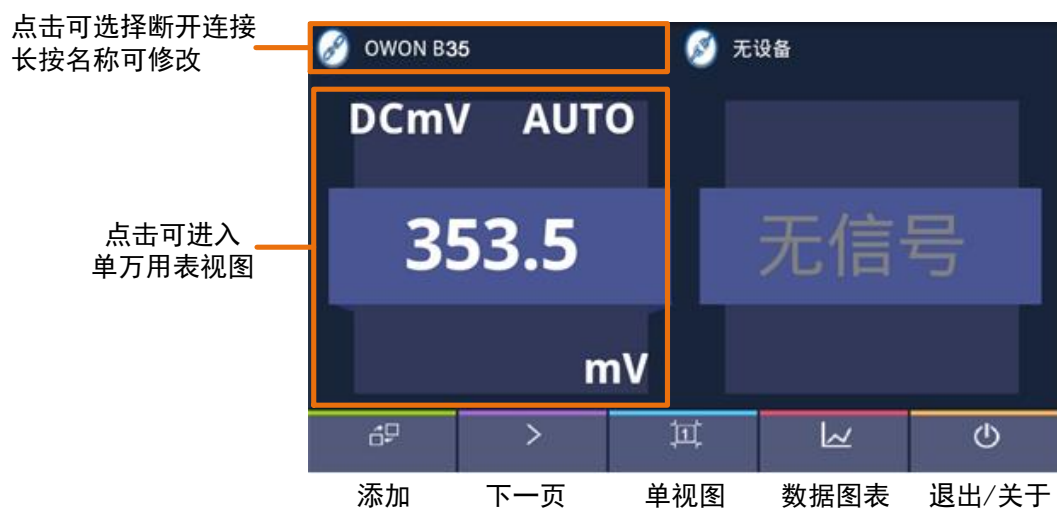 点击可选择断开连接
长按名称可修改
OWON B35
无设备
DCmV AUTO
点击可进入
单万用表视图
353.5
无信号
mV
1
添加 下一页 单视图 数据图表 退出/关于